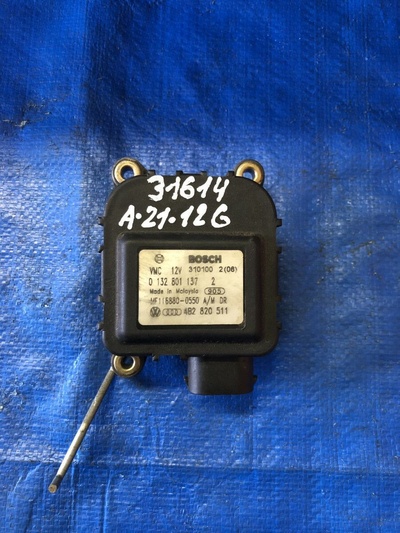 31614
A·21·12G
BOSCH
VMC 12V 310100 2(06)
0 132 801 137 2
Made in Malaysia 905
MF116880-0550 A/M DR
4B2 820 511